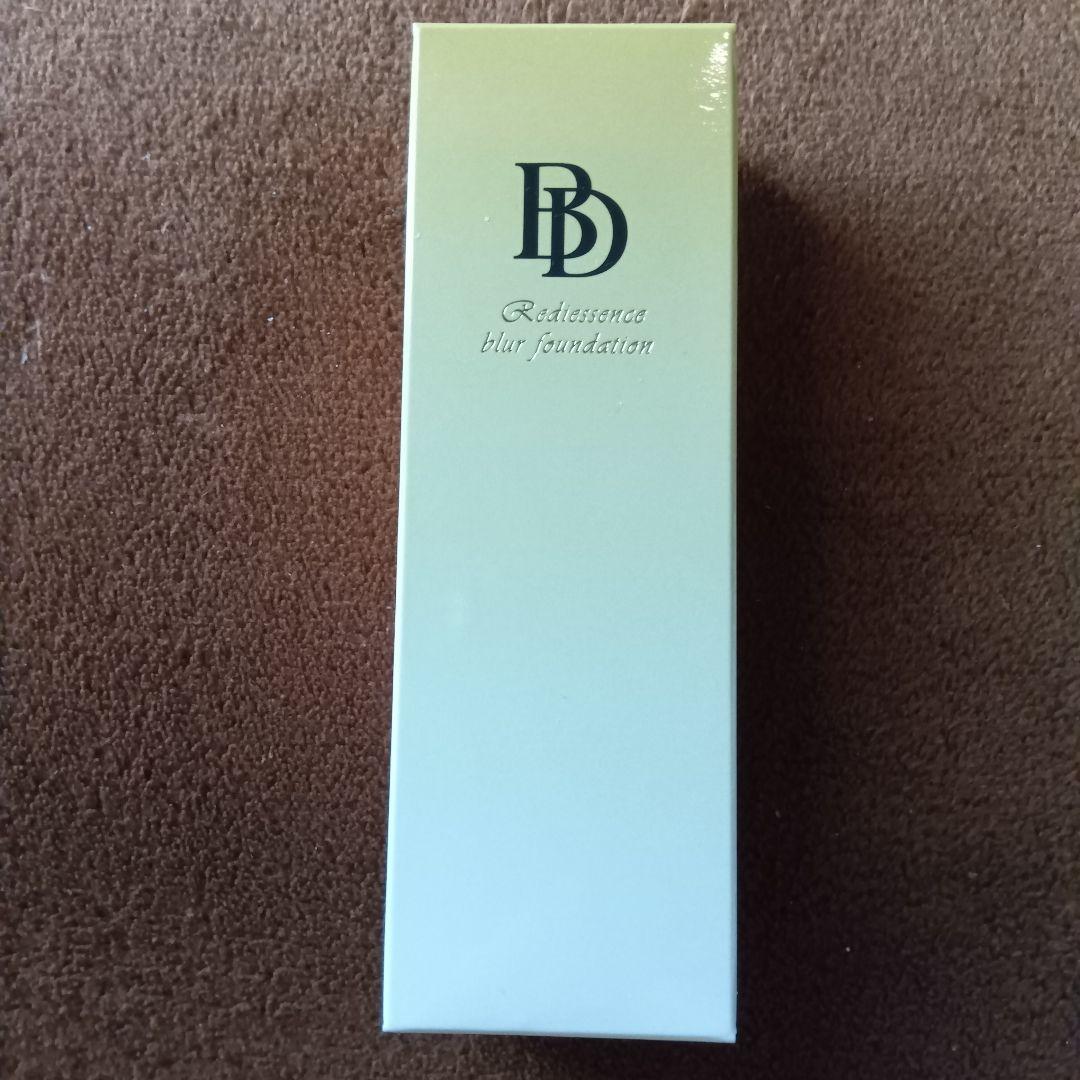 BD
Rediessence
blur foundation